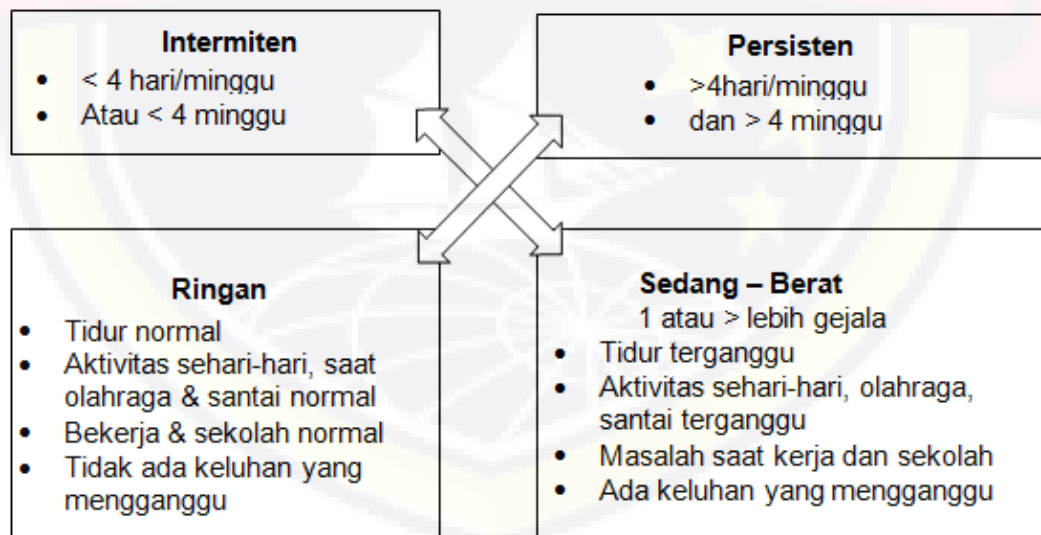 Intermiten
• < 4 hari/minggu
• Atau < 4 minggu
Persisten
• >4hari/minggu
• dan > 4 minggu
Ringan
• Tidur normal
• Aktivitas sehari-hari, saat
olahraga & santai normal
• Bekerja & sekolah normal
• Tidak ada keluhan yang
mengganggu
Sedang – Berat
1 atau > lebih gejala
• Tidur terganggu
• Aktivitas sehari-hari, olahraga,
santai terganggu
• Masalah saat kerja dan sekolah
• Ada keluhan yang mengganggu